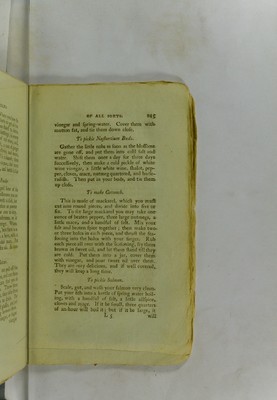 OF ALL SORTS. 225
vinegar and spring-water. Cover them with
mutton fat, and tie them down close.
To pickle Nasturtium Buds.
Gather the little nobs as soon as the blossoms
are gone off, and put them into cold salt and
water. Shift them once a day for three days
successively, then make a cold pickle of white
wine vinegar, a little white wine, shalot, pep-
per, cloves, mace, nutmeg quartered, and horse-
radish. Then put in your buds, and tie them
up close.
To make
This is made of mackarel, which you must
cut into round pieces, and divide into five or
six. To six large mackarel you may take one
ounce of beaten pepper, three large nutmegs, a
little mace, and a handful of salt. Mix your
salt and beaten spice together; then make two
or three holes in each piece, and thrust the sea-
soning into the holes with your finger. Rub
each piece all over with the seasoning, fry them
brown in sweet oil, and let them stand till they
are cold. Put them into a jar, cover them
with vinegar, and pour sweet oil over them.
They are very delicious, and if well covered,
they will keep a long time.
To pickle Salmon.
Scale, gut, and wash your salmon very clean.
Put your fish into a kettle of spring water boil-
ing, with a handful of salt, a little allspice,
cloves and mace. If it be small, three quarters
of an hour will boil it; but if it be large, it
L 5 will